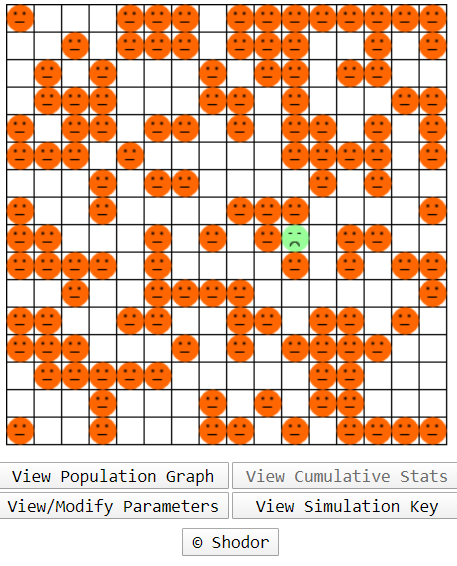 View Population Graph View Cumulative Stats
View/Modify Parameters View Simulation Key
© Shodor